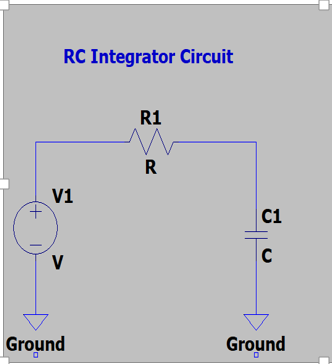 RC Integrator Circuit
R1
R
V1
V
C1
C
Ground
Ground